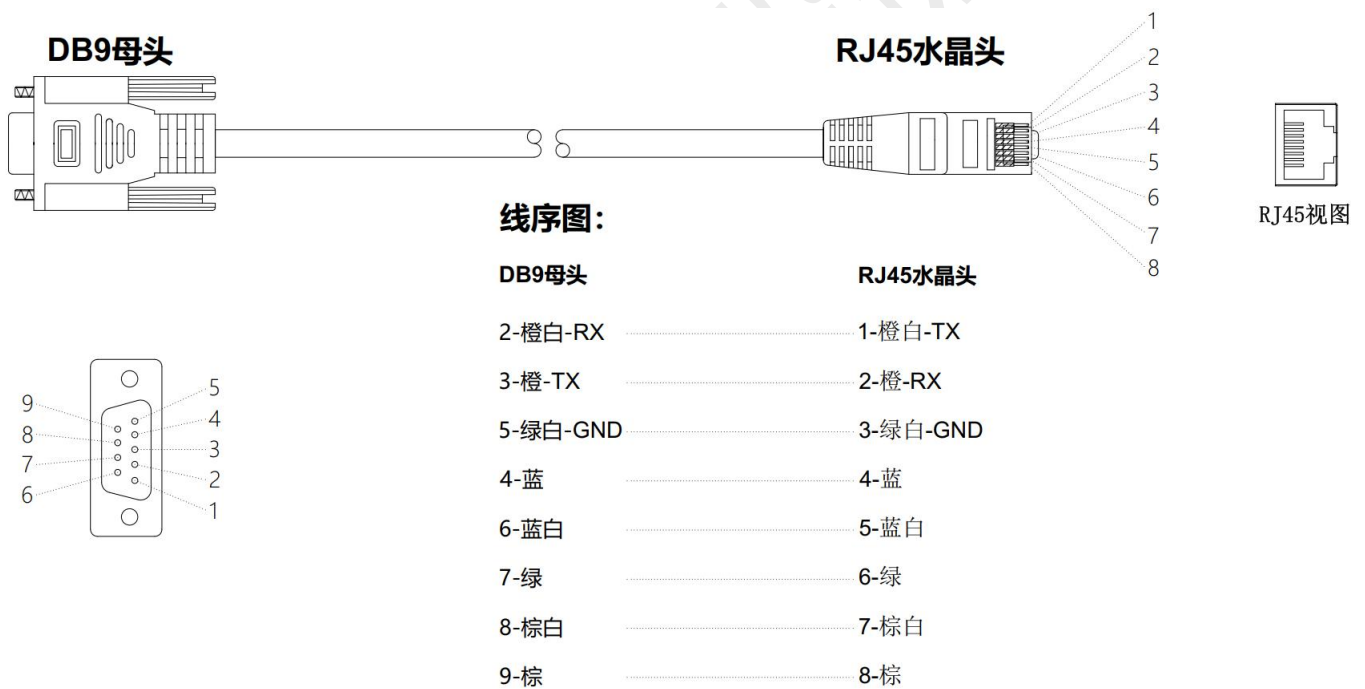 DB9母头
RJ45水晶头
1
2
3
4
5
6
7
8
RJ45视图
线序图：
DB9母头 RJ45水晶头
2-橙白-RX 1-橙白-TX
3-橙-TX 2-橙-RX
5-绿白-GND 3-绿白-GND
4-蓝 4-蓝
6-蓝白 5-蓝白
7-绿 6-绿
8-棕白 7-棕白
9-棕 8-棕
9
8
7
6
5
4
3
2
1